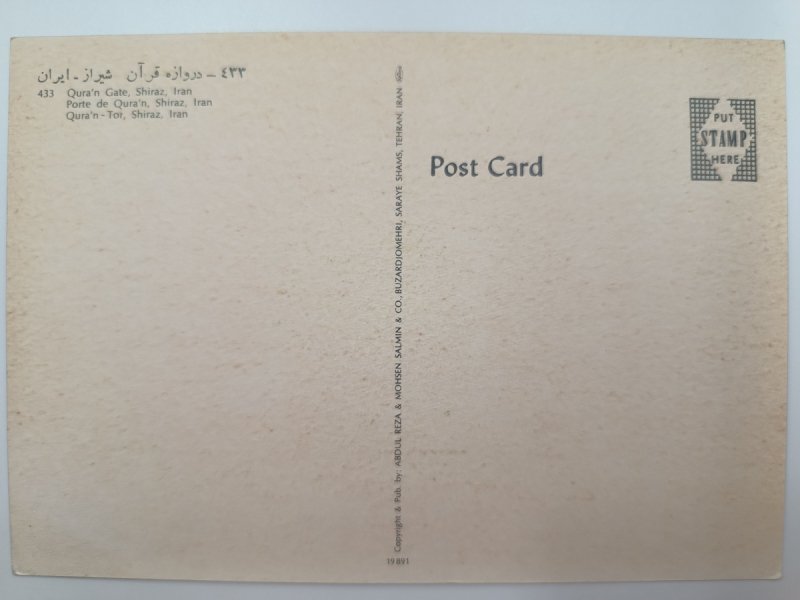 ٤٣٣ – دروازه قرآن شیراز - ایران
433 Qura'n Gate, Shiraz, Iran
Porte de Qura'n, Shiraz, Iran
Qura'n - Tor, Shiraz, Iran
Copyright & Pub. by: ABDUL REZA & MOHSEN SALMIN & CO., BUZARDJOMEHRI, SARAYE SHAMS, TEHRAN, IRAN
19891
Post Card
PUT
STAMP
HERE